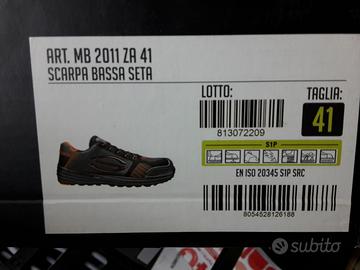 ART. MB 2011 ZA 41
SCARPA BASSA SETA
LOTTO:
TAGLIA:
813072209
41
S1P
EN ISO 20345 S1P SRC
8054528126188
subito